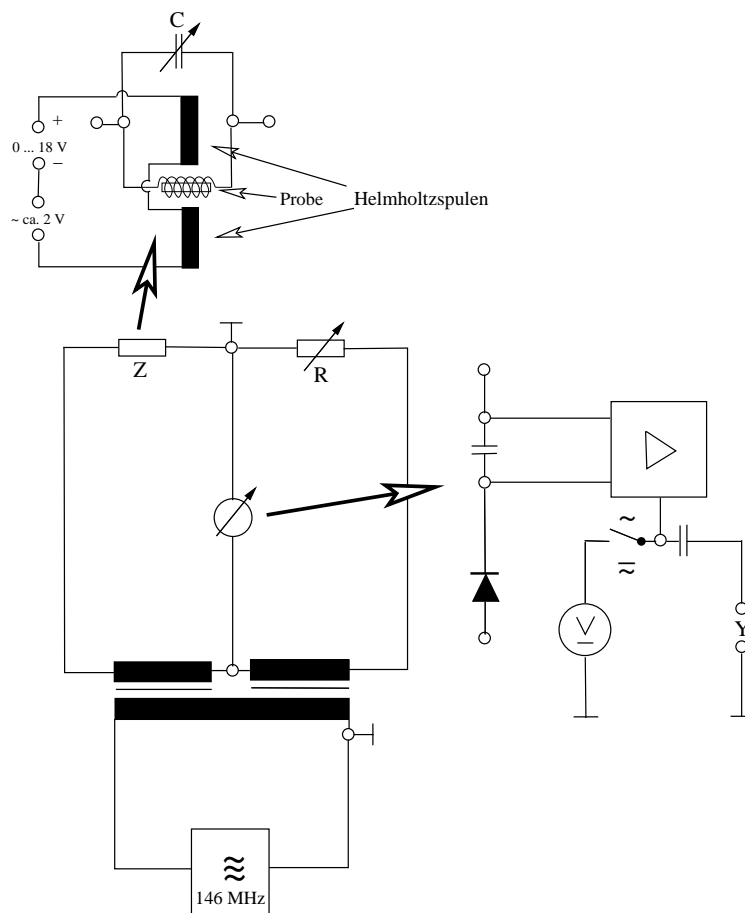 C
+
0 ... 18 V
−
~ ca. 2 V
Probe
Helmholtzspulen
Z
R
~
≂
V
Y
≋
146 MHz